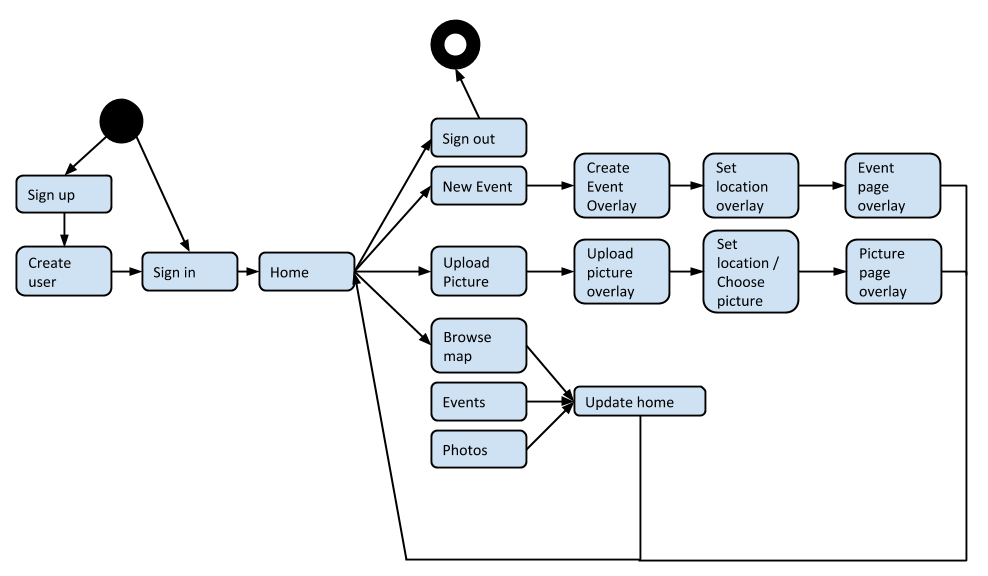 Sign up
Create
user
Sign in
Home
Sign out
New Event
Create
Event
Overlay
Set
location
overlay
Event
page
overlay
Upload
Picture
Upload
picture
overlay
Set
location /
Choose
picture
Picture
page
overlay
Browse
map
Events
Photos
Update home